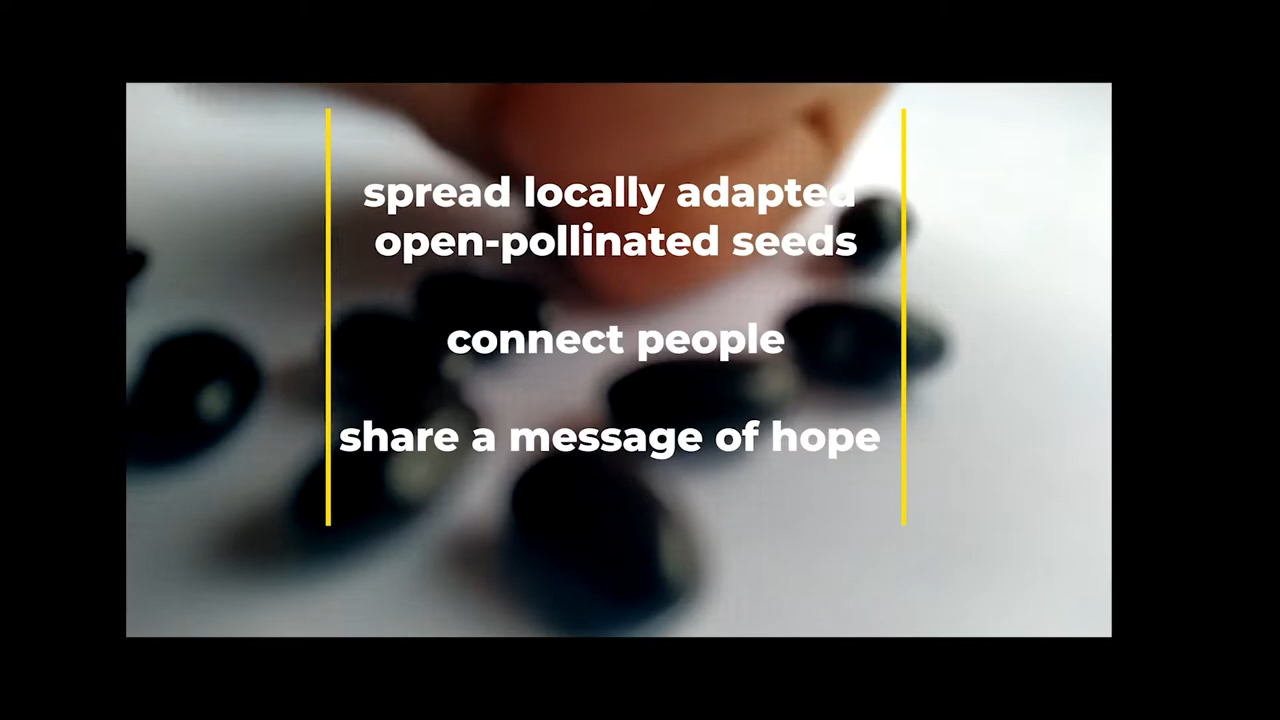 spread locally adapted
open-pollinated seeds
connect people
share a message of hope